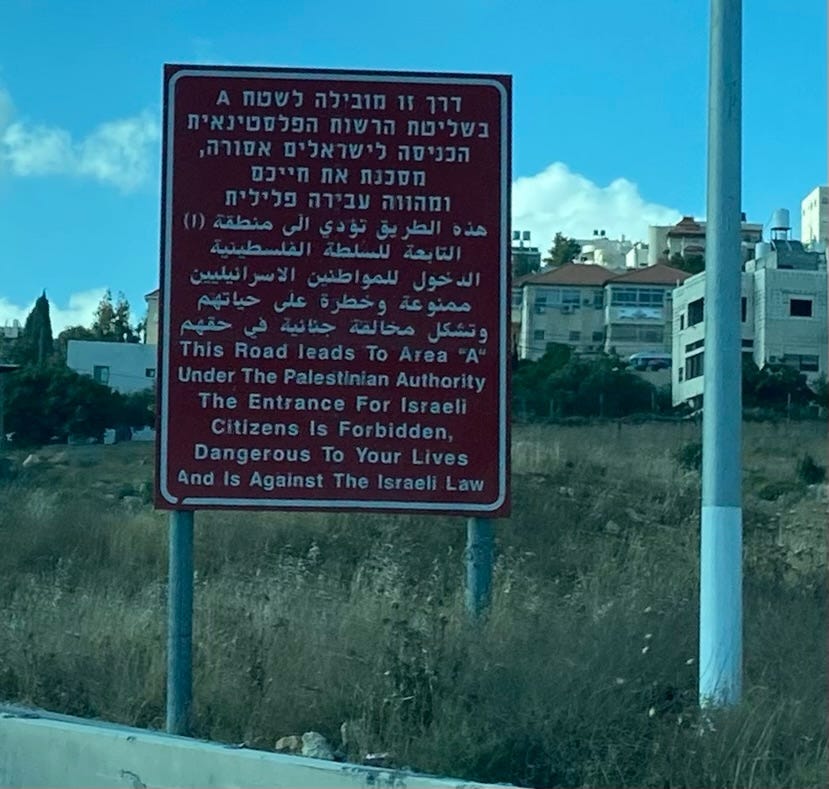 דרך זו מובילה לשטח A
בשליטת הרשות הפלסטינאית
הכניסה לישראלים אסורה,
מסכנת את חייכם
ומהווה עבירה פלילית
هذه الطريق تؤدي الى منطقة (ا)
التابعة للسلطة الفلسطينية
الدخول للمواطنين الاسرائيليين
ممنوعة وخطرة على حياتهم
وتشكل مخالفة جنائية في حقهم
This Road leads To Area "A"
Under The Palestinian Authority
The Entrance For Israeli
Citizens Is Forbidden,
Dangerous To Your Lives
And Is Against The Israeli Law